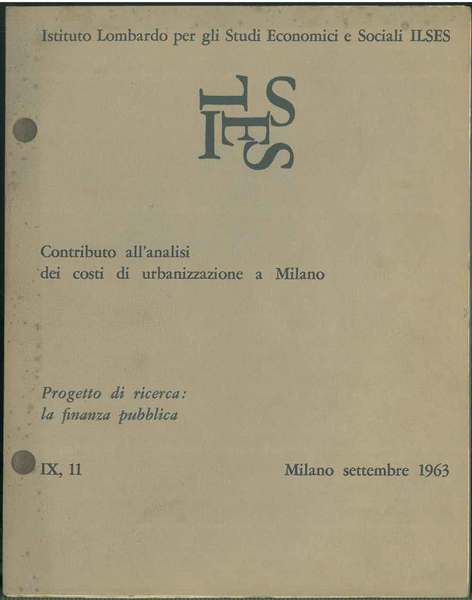 Istituto Lombardo per gli Studi Economici e Sociali ILSES
ILSES
Contributo all'analisi
dei costi di urbanizzazione a Milano
Progetto di ricerca:
la finanza pubblica
IX, 11 Milano settembre 1963